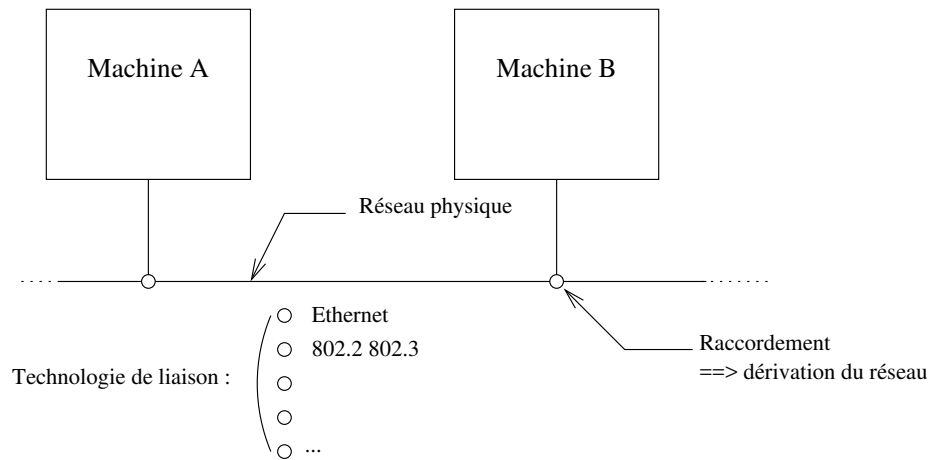 Machine A
Machine B
Réseau physique
Ethernet
802.2 802.3
Technologie de liaison :
...
Raccordement
==> dérivation du réseau